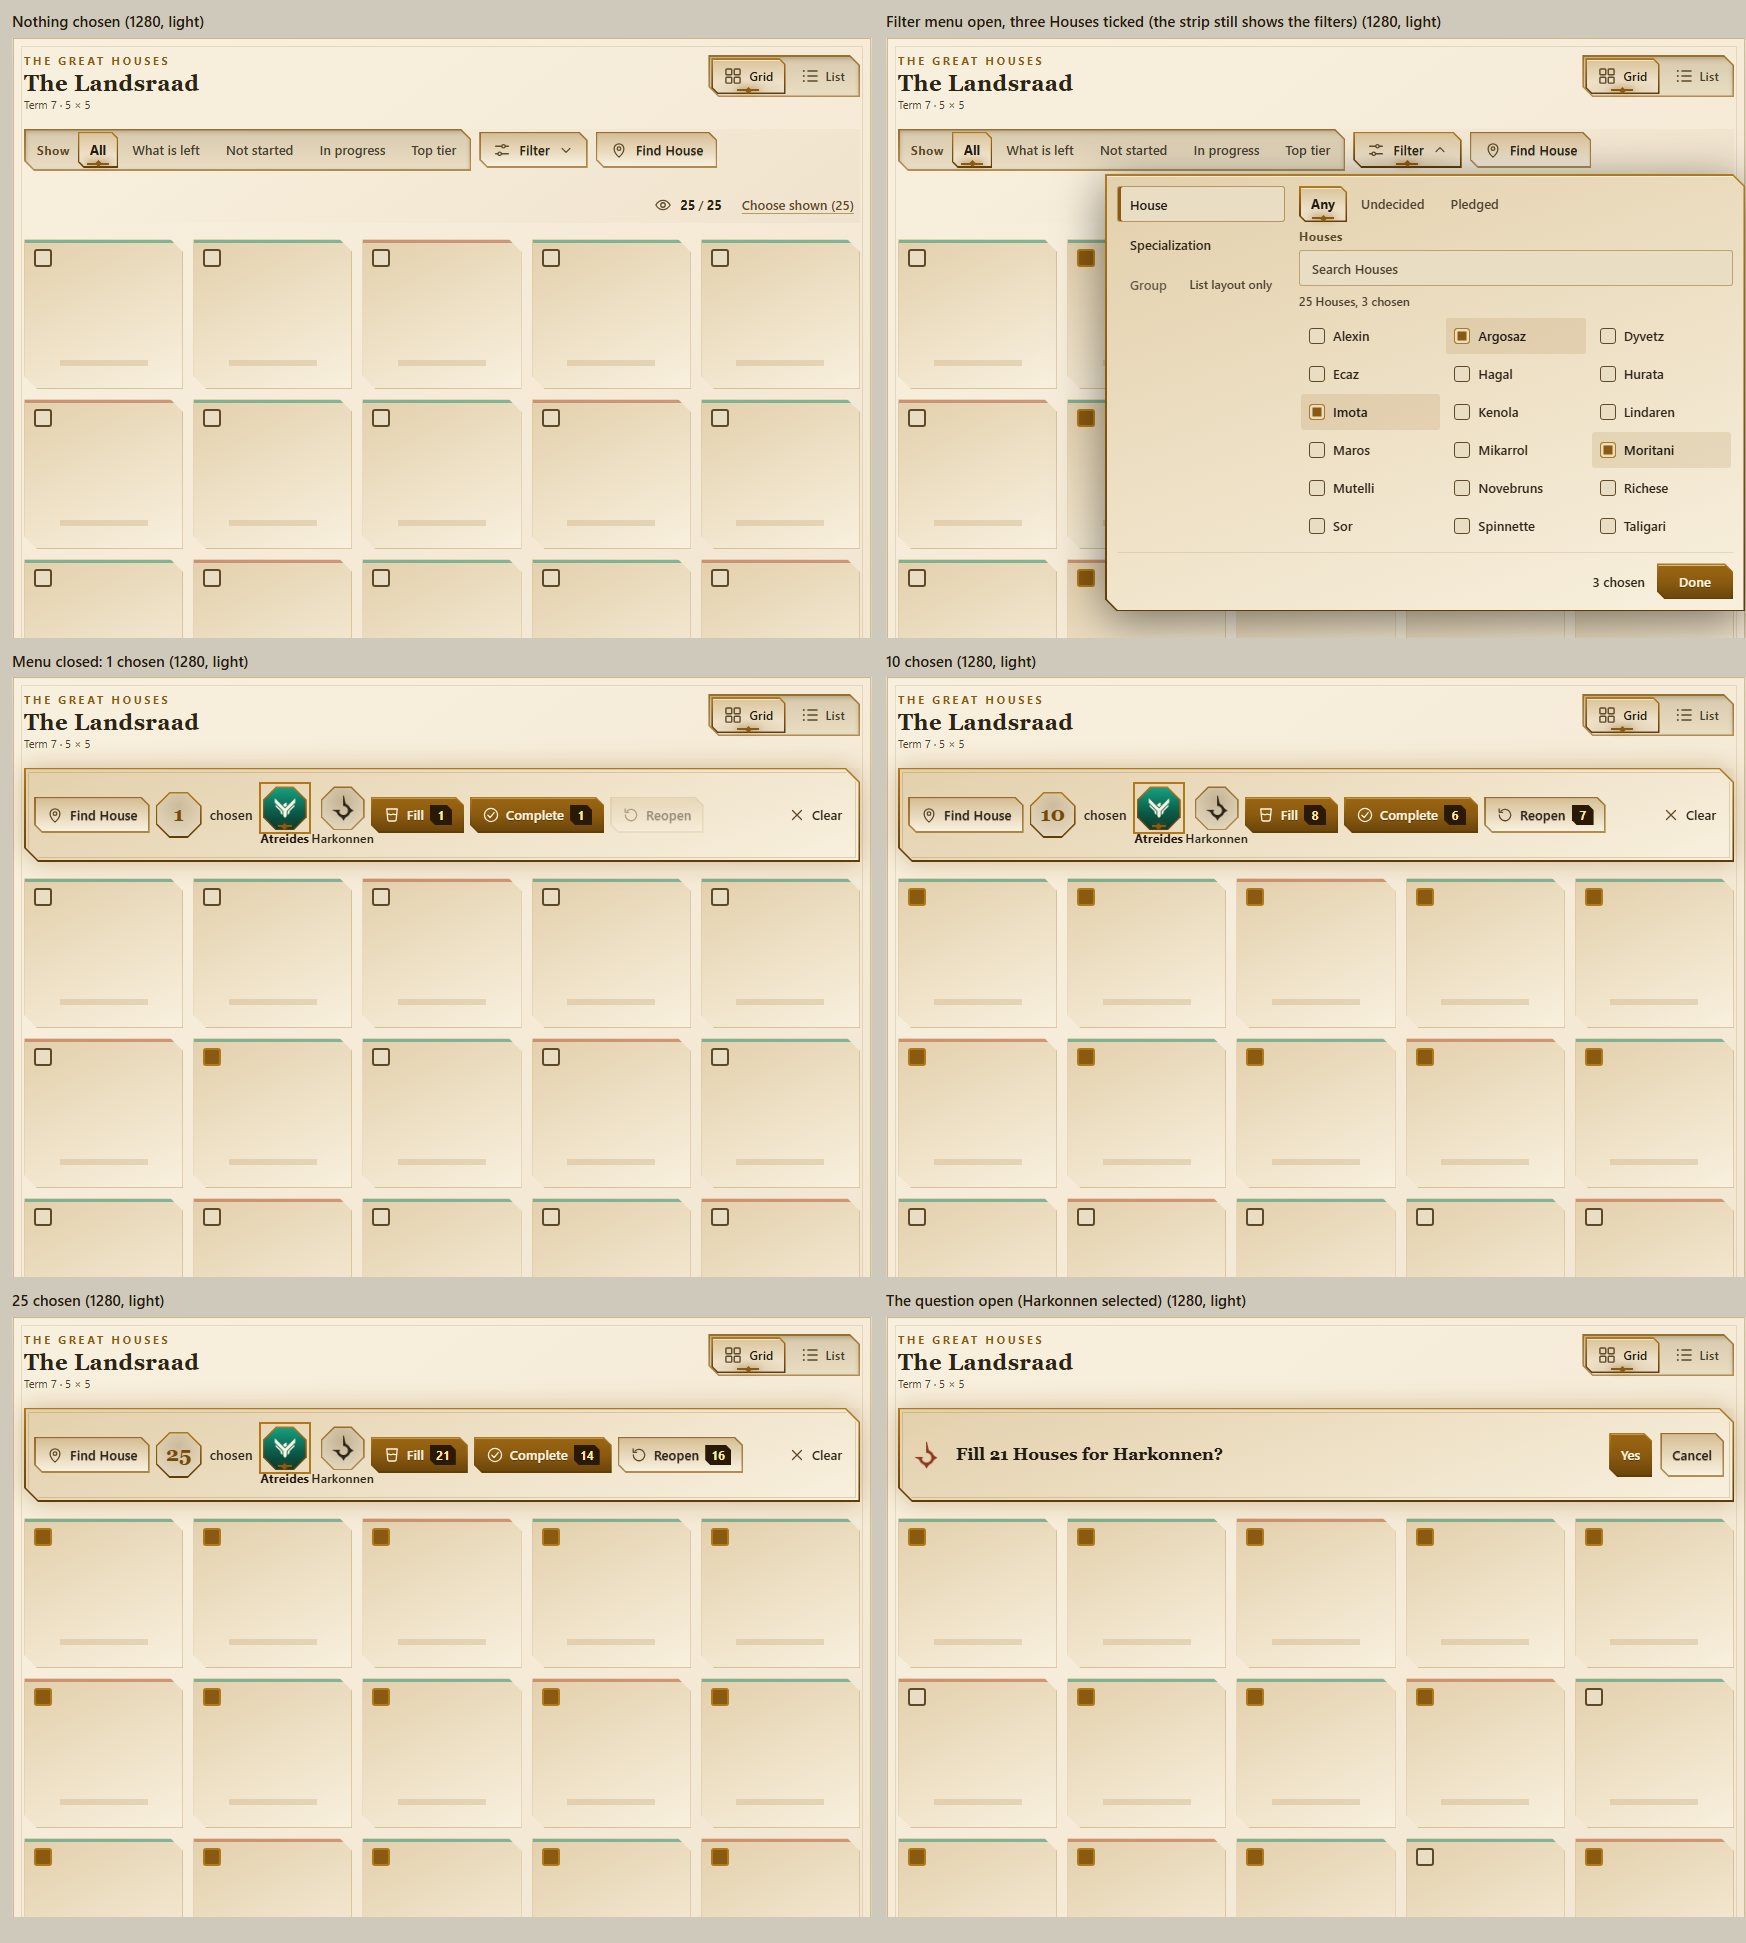 Nothing chosen (1280, light)
THE GREAT HOUSES
The Landsraad
Term 7 · 5 × 5
Grid
List
Show
All
What is left
Not started
In progress
Top tier
Filter
Find House
25 / 25
Choose shown (25)
Filter menu open, three Houses ticked (the strip still shows the filters) (1280, light)
THE GREAT HOUSES
The Landsraad
Term 7 · 5 × 5
Grid
List
Show
All
What is left
Not started
In progress
Top tier
Filter
Find House
House
Specialization
Group
List layout only
Any
Undecided
Pledged
Houses
Search Houses
25 Houses, 3 chosen
Alexin
Argosaz
Dyvetz
Ecaz
Hagal
Hurata
Imota
Kenola
Lindaren
Maros
Mikarrol
Moritani
Mutelli
Novebruns
Richese
Sor
Spinnette
Taligari
3 chosen
Done
Menu closed: 1 chosen (1280, light)
THE GREAT HOUSES
The Landsraad
Term 7 · 5 × 5
Grid
List
Find House
1
chosen
Atreides
Harkonnen
Fill 1
Complete 1
Reopen
Clear
10 chosen (1280, light)
THE GREAT HOUSES
The Landsraad
Term 7 · 5 × 5
Grid
List
Find House
10
chosen
Atreides
Harkonnen
Fill 8
Complete 6
Reopen 7
Clear
25 chosen (1280, light)
THE GREAT HOUSES
The Landsraad
Term 7 · 5 × 5
Grid
List
Find House
25
chosen
Atreides
Harkonnen
Fill 21
Complete 14
Reopen 16
Clear
The question open (Harkonnen selected) (1280, light)
THE GREAT HOUSES
The Landsraad
Term 7 · 5 × 5
Grid
List
Fill 21 Houses for Harkonnen?
Yes
Cancel